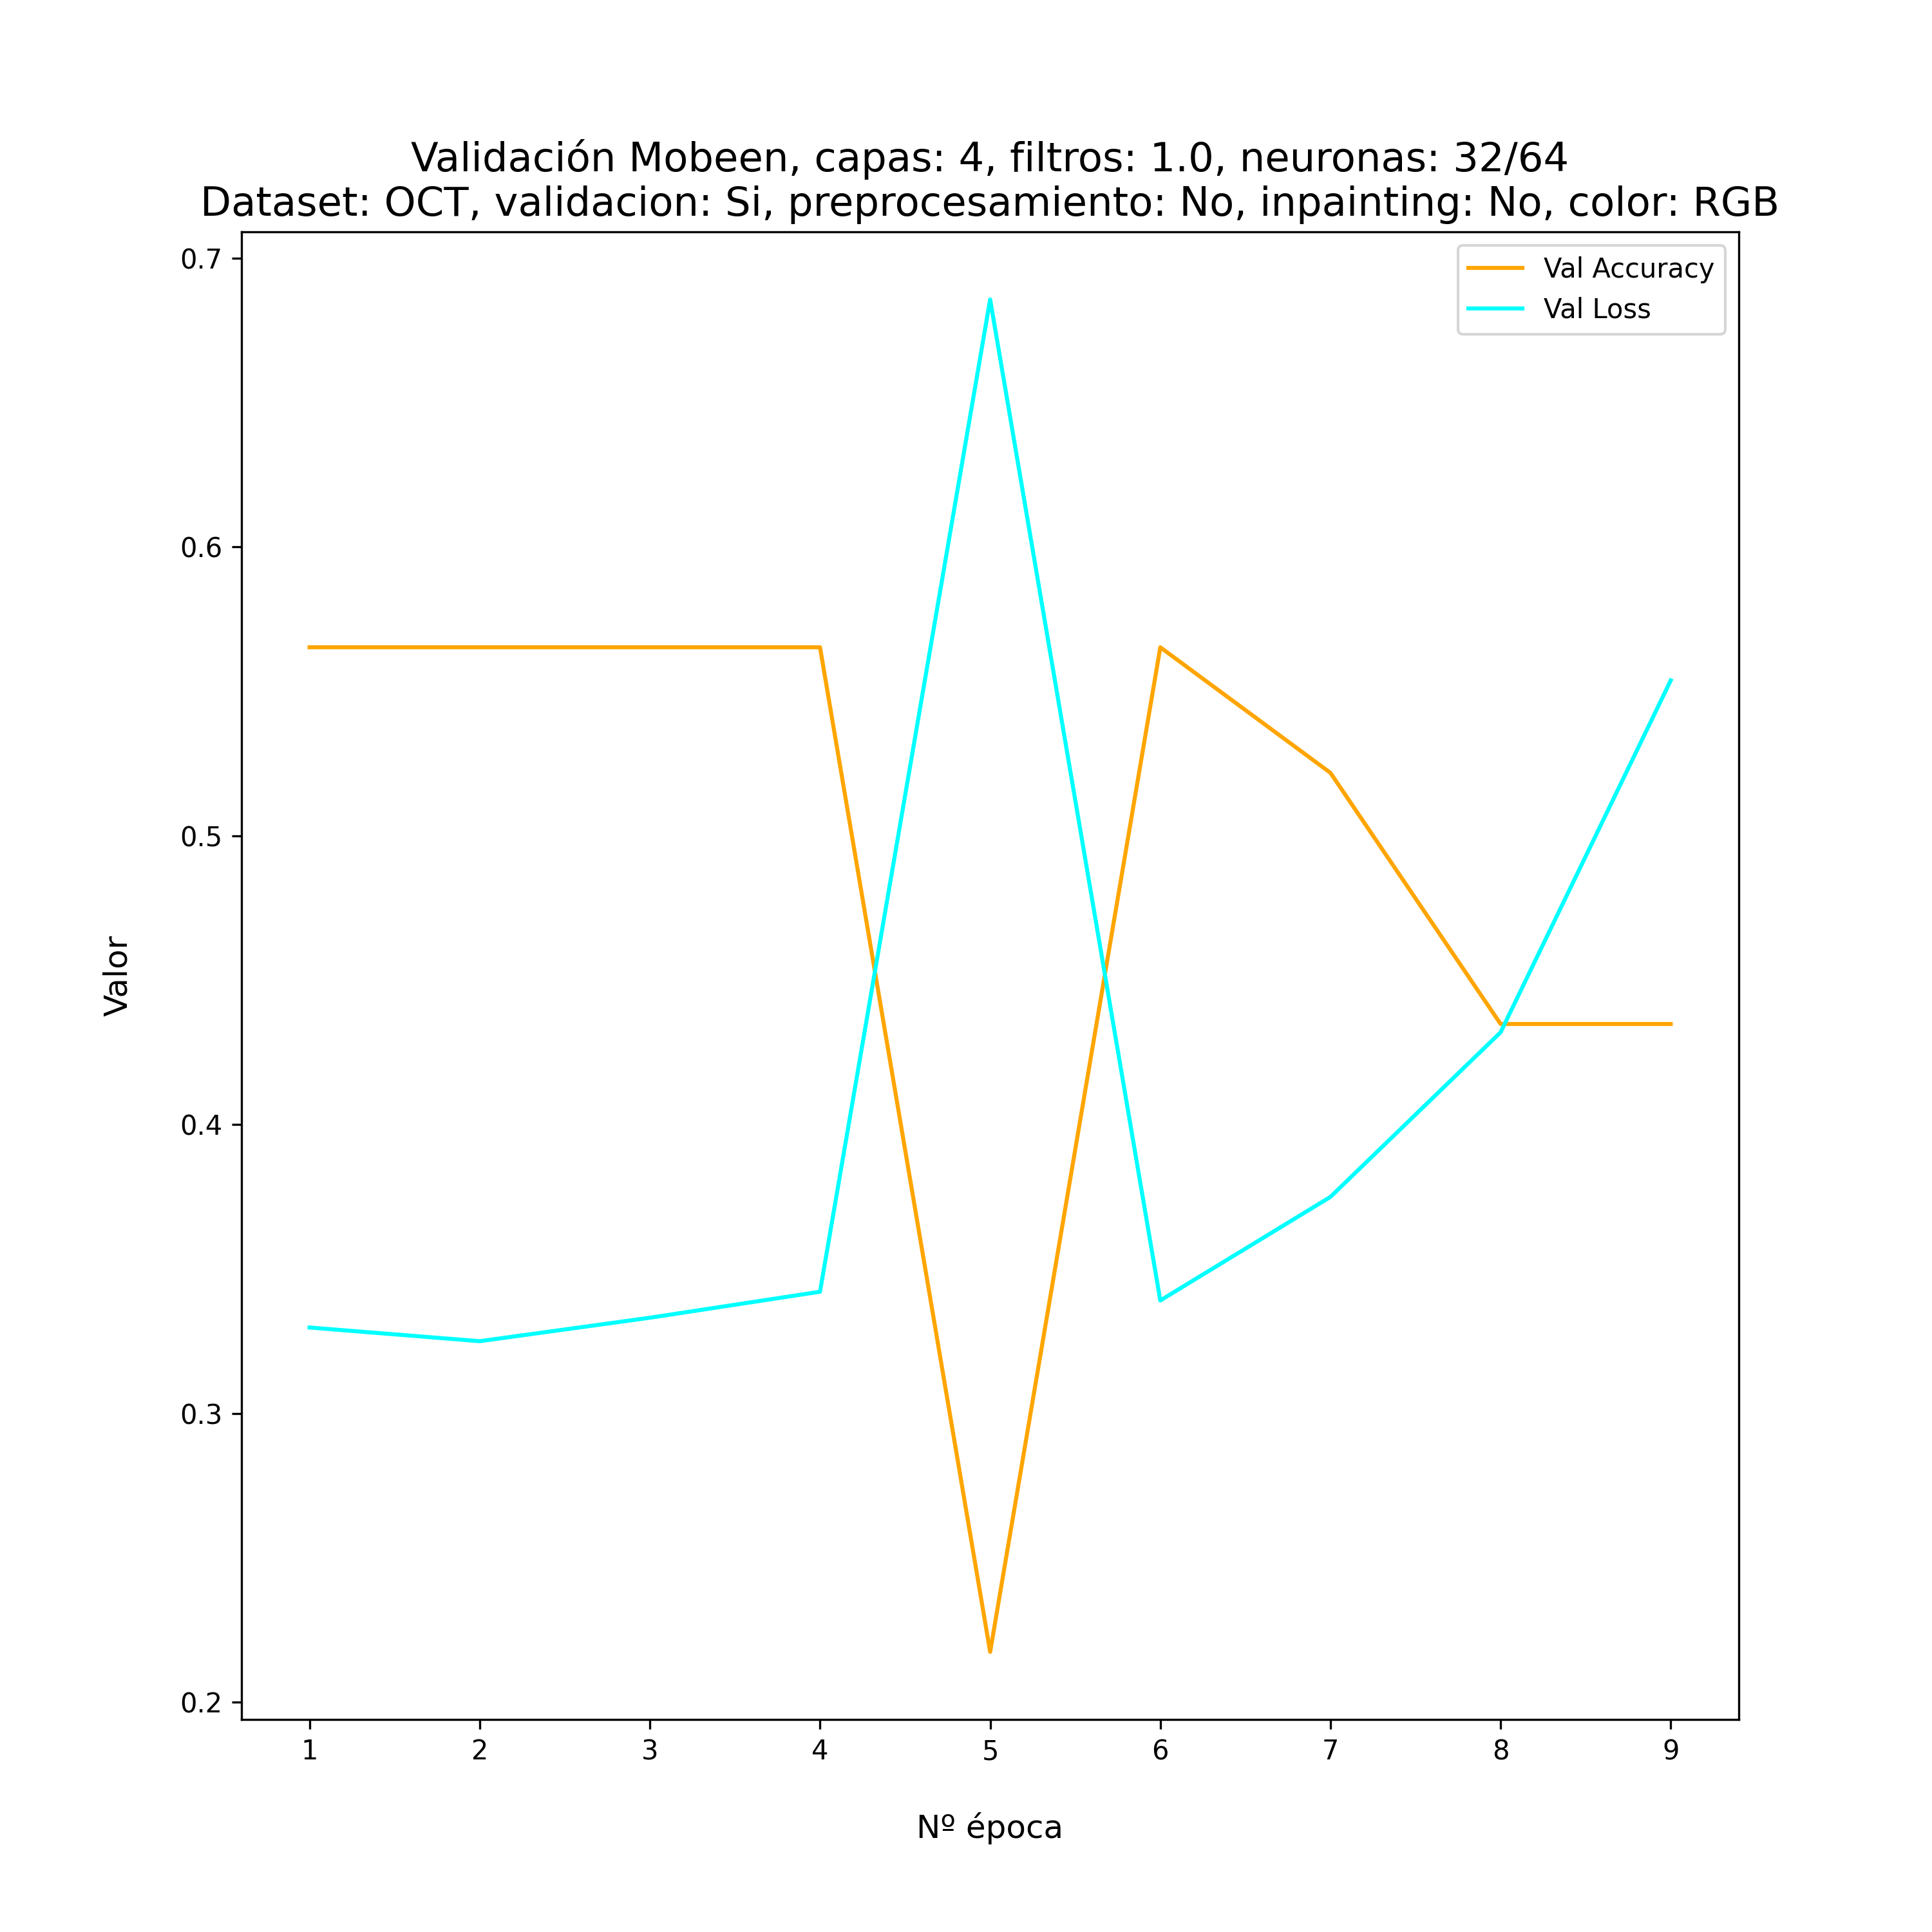 Validación Mobeen, capas: 4, filtros: 1.0, neuronas: 32/64
Dataset: OCT, validacion: Si, preprocesamiento: No, inpainting: No, color: RGB
Val Accuracy
Val Loss
0.7
0.6
0.5
0.4
0.3
0.2
Valor
1 2 3 4 5 6 7 8 9
Nº época